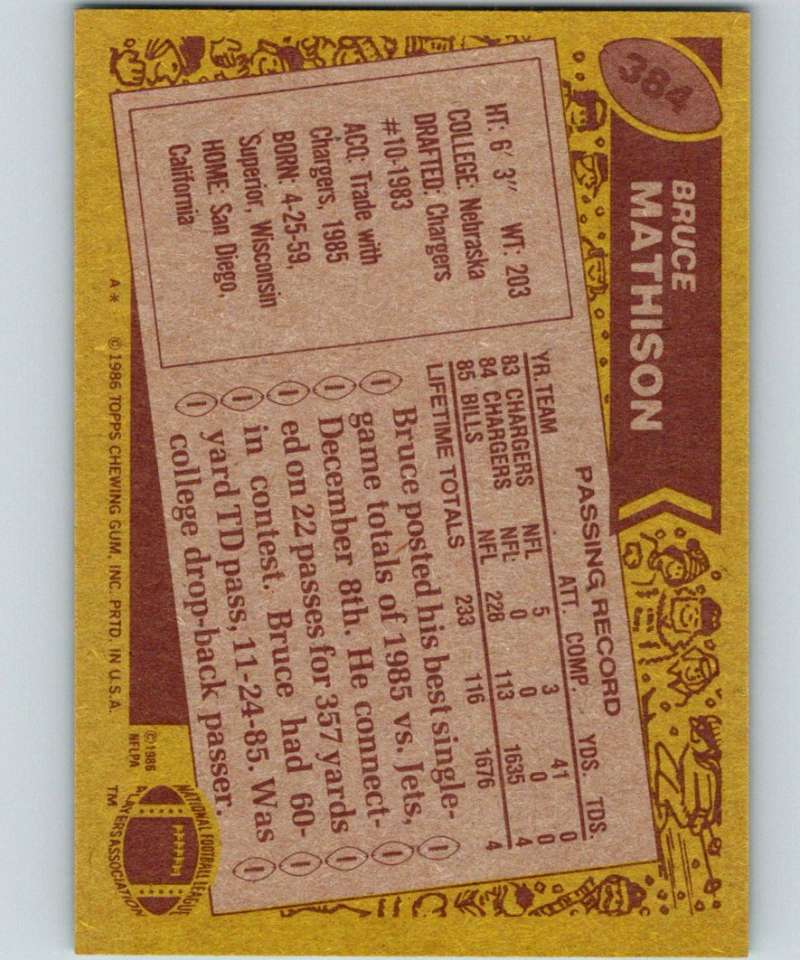 384
BRUCE
MATHISON
HT: 6′ 3″ WT: 203
COLLEGE: Nebraska
DRAFTED: Chargers
#10-1983
ACQ: Trade with
Chargers, 1985
BORN: 4-25-59,
Superior, Wisconsin
HOME: San Diego,
California
PASSING RECORD
YR. TEAM ATT. COMP. YDS. TDS.
83 CHARGERS NFL 5 3 41 0
84 CHARGERS NFL 0 0 0 0
85 BILLS NFL 228 113 1635 4
LIFETIME TOTALS 233 116 1676 4
Bruce posted his best single-
game totals of 1985 vs. Jets,
December 8th. He connect-
ed on 22 passes for 357 yards
in contest. Bruce had 60-
yard TD pass, 11-24-85. Was
college drop-back passer.
A* ©1986 TOPPS CHEWING GUM, INC. PRTD. IN U.S.A.
©1986
NFLPA
NATIONAL FOOTBALL LEAGUE
PLAYERS ASSOCIATION
TM